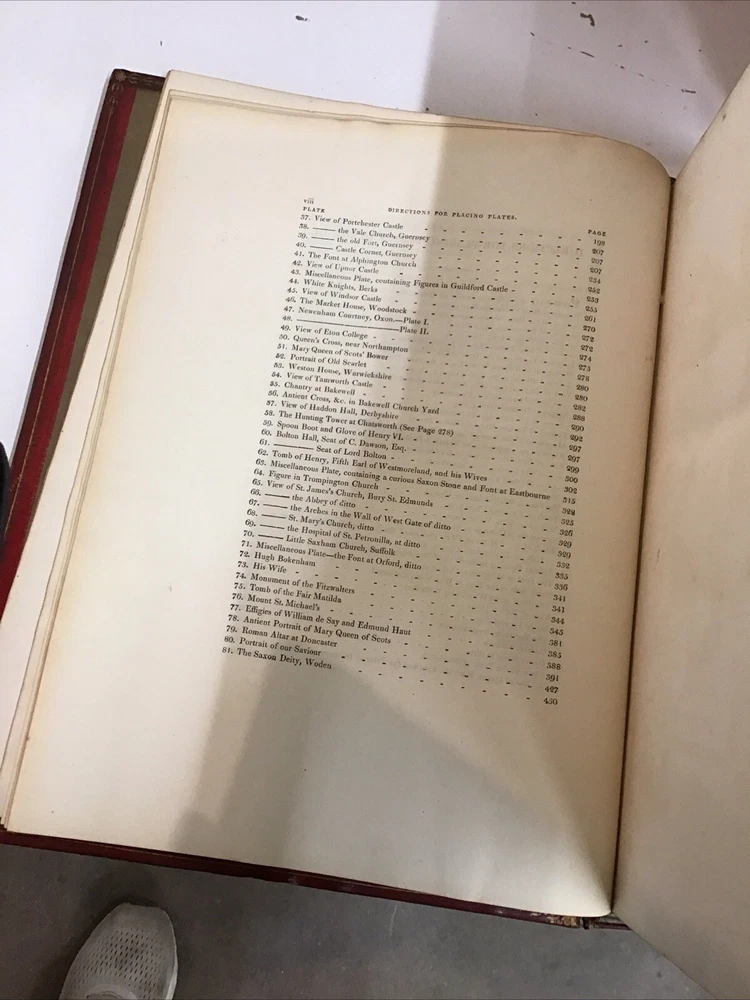 viii
DIRECTIONS FOR PLACING PLATES.
PLATE PAGE
37. View of Portchester Castle - 198
38. —— the Vale Church, Guernsey - 207
39. —— the old Fort, Guernsey - 207
40. —— Castle Cornet, Guernsey - 207
41. The Font at Alphington Church - 234
42. View of Upnor Castle - 252
43. Miscellaneous Plate, containing Figures in Guildford Castle - 253
44. White Knights, Berks - 255
45. View of Windsor Castle - 261
46. The Market House, Woodstock - 270
47. Newenham Courtney, Oxon.—Plate I. - 272
48. ——————Plate II. - 272
49. View of Eton College - 274
50. Queen's Cross, near Northampton - 275
51. Mary Queen of Scots' Bower - 278
52. Portrait of Old Scarlet - 280
53. Weston House, Warwickshire - 280
54. View of Tamworth Castle - 282
55. Chantry at Bakewell - 288
56. Antient Cross, &c. in Bakewell Church Yard - 290
57. View of Haddon Hall, Derbyshire - 292
58. The Hunting Tower at Chatsworth (See Page 278) - 297
59. Spoon Boot and Glove of Henry VI. - 297
60. Bolton Hall, Seat of C. Dawson, Esq. - 299
61. —— Seat of Lord Bolton - 300
62. Tomb of Henry, Fifth Earl of Westmoreland, and his Wives - 302
63. Miscellaneous Plate, containing a curious Saxon Stone and Font at Eastbourne 315
64. Figure in Trompington Church - 324
65. View of St. James's Church, Bury St. Edmunds - 325
66. —— the Abbey of ditto - 326
67. —— the Arches in the Wall of West Gate of ditto - 329
68. —— St. Mary's Church, ditto - 329
69. —— the Hospital of St. Petronilla, at ditto - 332
70. —— Little Saxham Church, Suffolk - 335
71. Miscellaneous Plate—the Font at Orford, ditto - 336
72. Hugh Bokenham - 341
73. His Wife - 341
74. Monument of the Fitzwalters - 344
75. Tomb of the Fair Matilda - 345
76. Mount St. Michael's - 381
77. Effigies of William de Say and Edmund Haut - 385
78. Antient Portrait of Mary Queen of Scots - 388
79. Roman Altar at Doncaster - 391
80. Portrait of our Saviour - 427
81. The Saxon Deity, Woden - 430